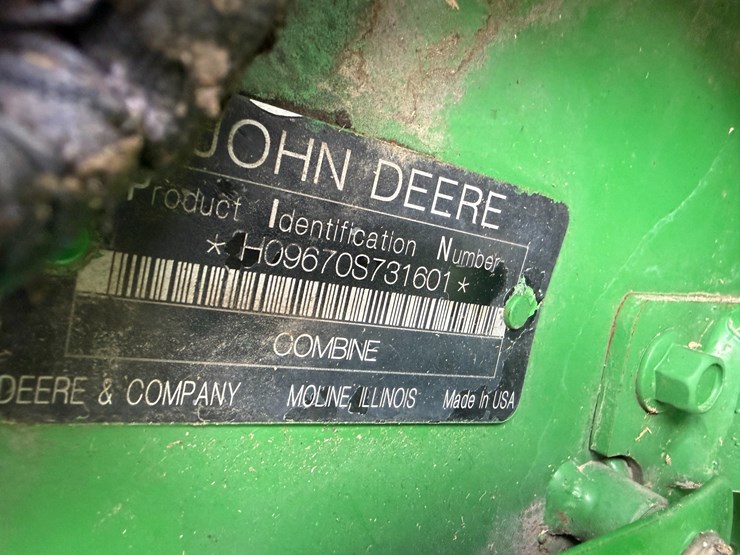 JOHN DEERE
Product Identification Number
* H09670S731601 *
COMBINE
DEERE & COMPANY MOLINE, ILLINOIS Made In USA